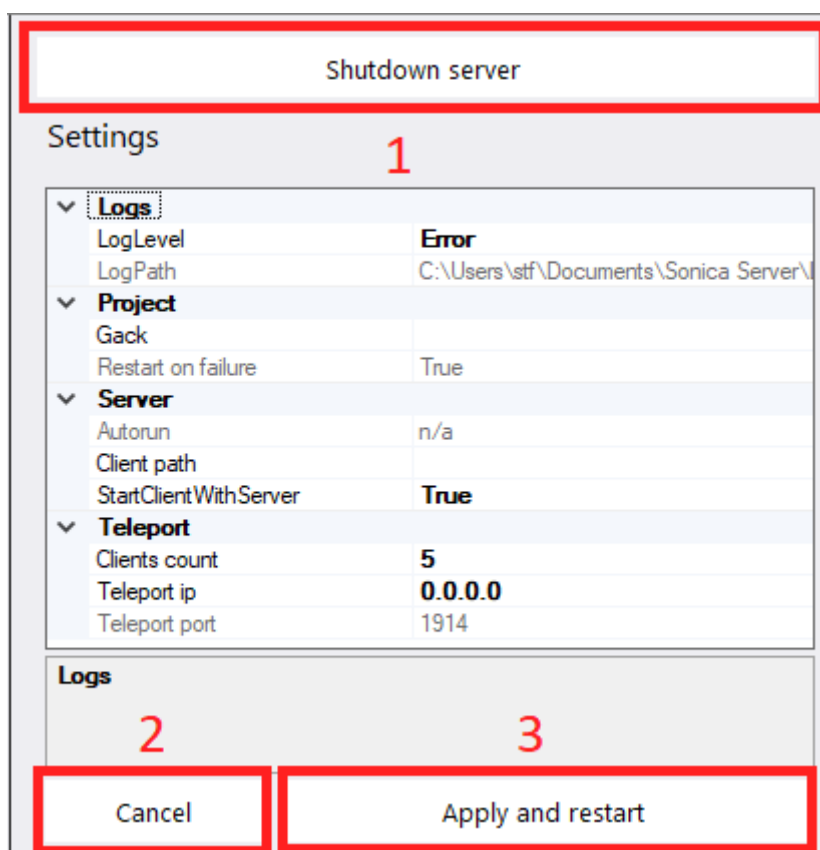 Shutdown server
Settings
1
Logs
LogLevel Error
LogPath C:\Users\stf\Documents\Sonica Server\
Project
Gack
Restart on failure True
Server
Autorun n/a
Client path
StartClientWithServer True
Teleport
Clients count 5
Teleport ip 0.0.0.0
Teleport port 1914
Logs
2 3
Cancel Apply and restart